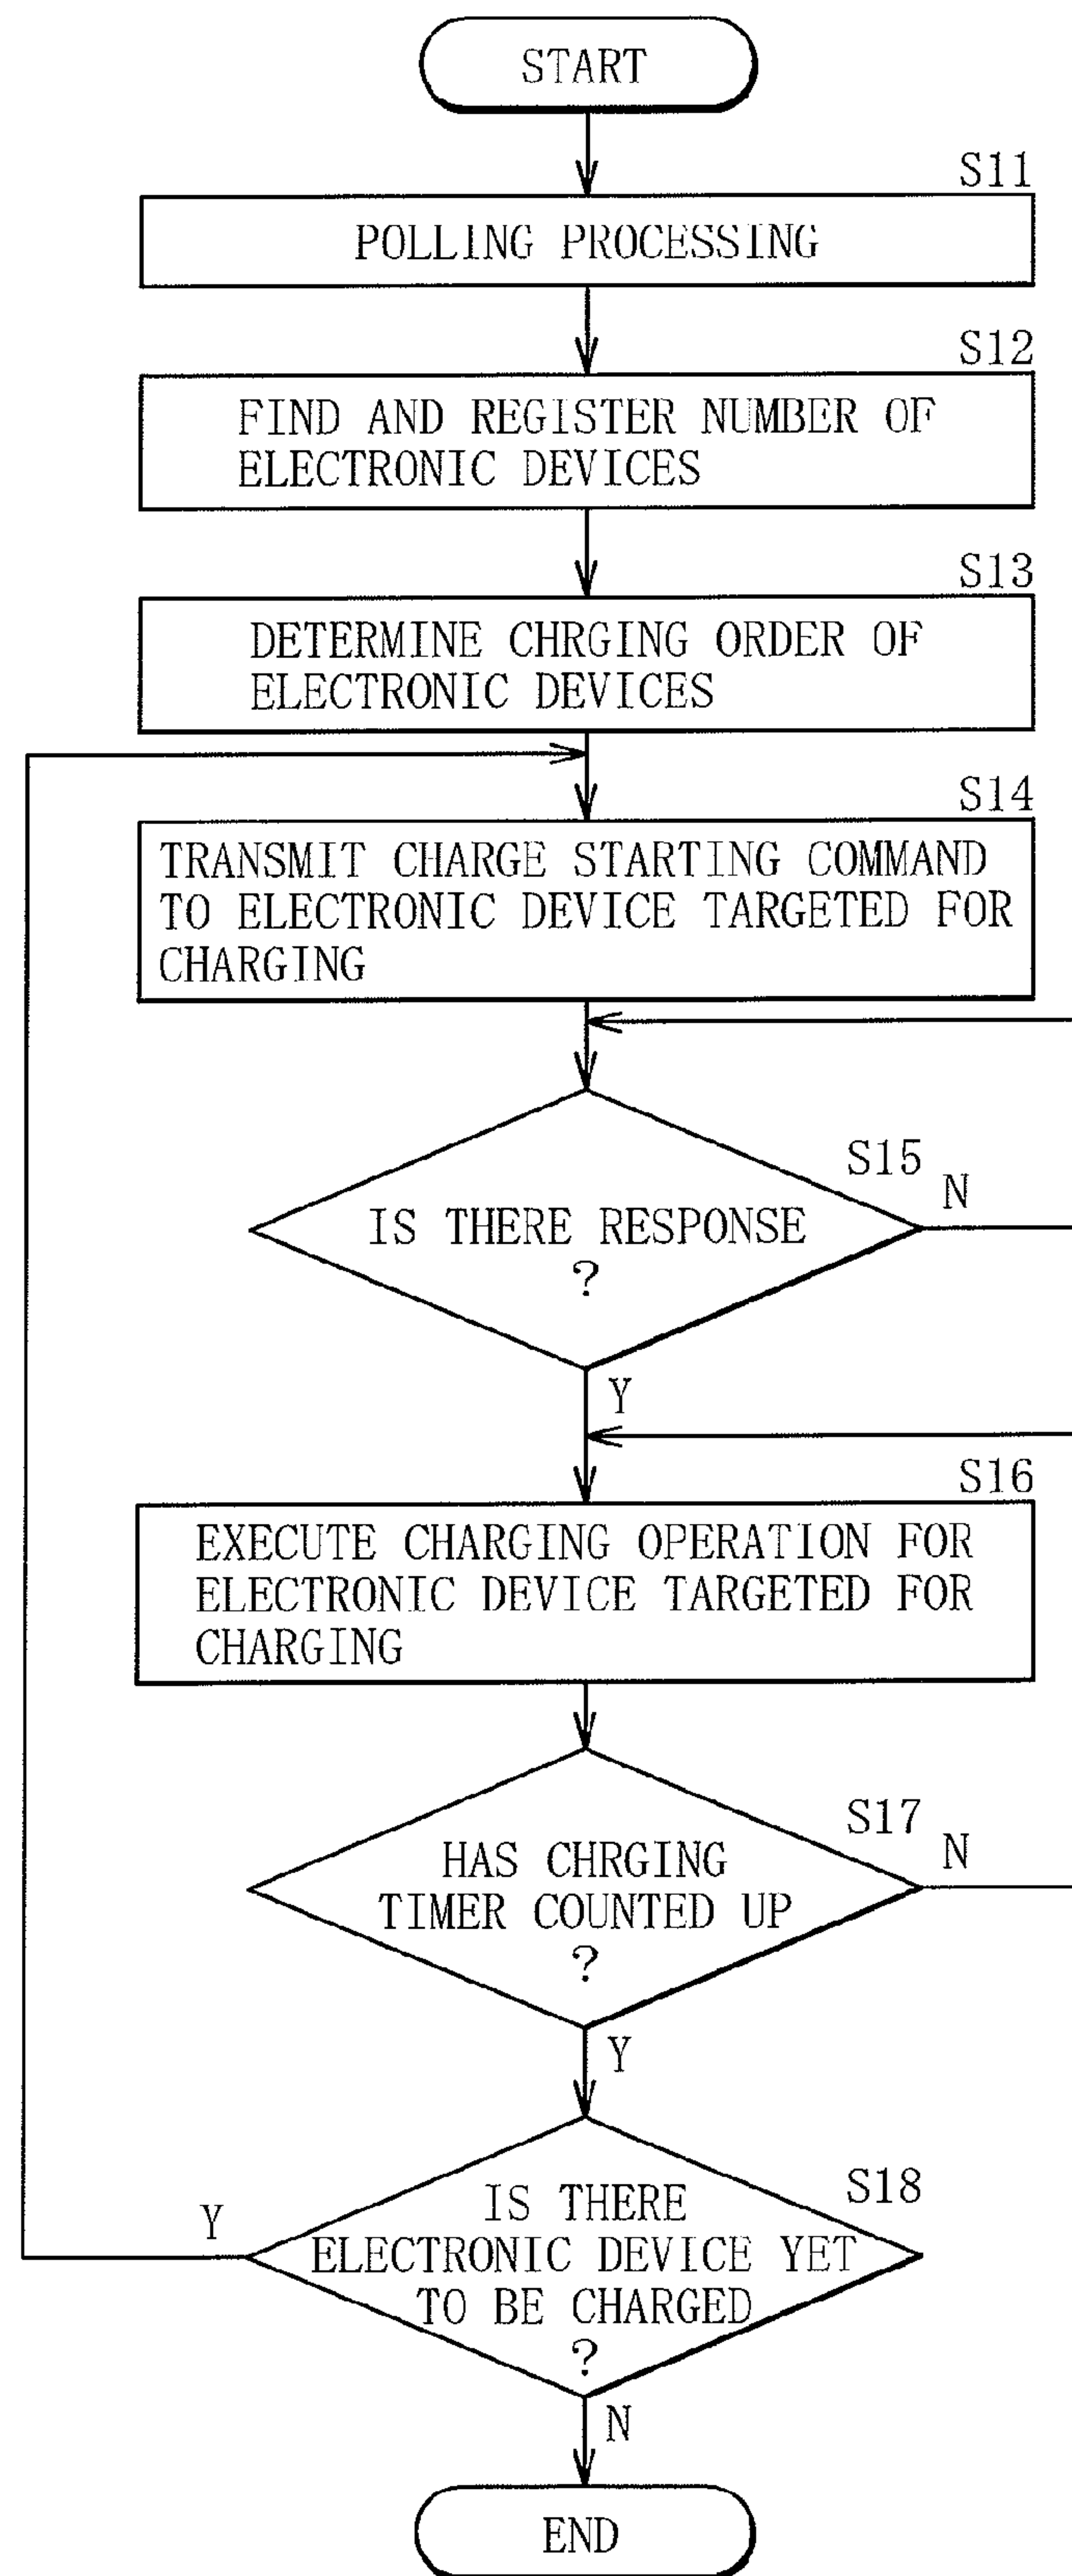 START
S11
POLLING PROCESSING
S12
FIND AND REGISTER NUMBER OF
ELECTRONIC DEVICES
S13
DETERMINE CHRGING ORDER OF
ELECTRONIC DEVICES
S14
TRANSMIT CHARGE STARTING COMMAND
TO ELECTRONIC DEVICE TARGETED FOR
CHARGING
S15
N
IS THERE RESPONSE
?
Y
S16
EXECUTE CHARGING OPERATION FOR
ELECTRONIC DEVICE TARGETED FOR
CHARGING
S17
N
HAS CHRGING
TIMER COUNTED UP
?
Y
S18
Y
IS THERE
ELECTRONIC DEVICE YET
TO BE CHARGED
?
N
END